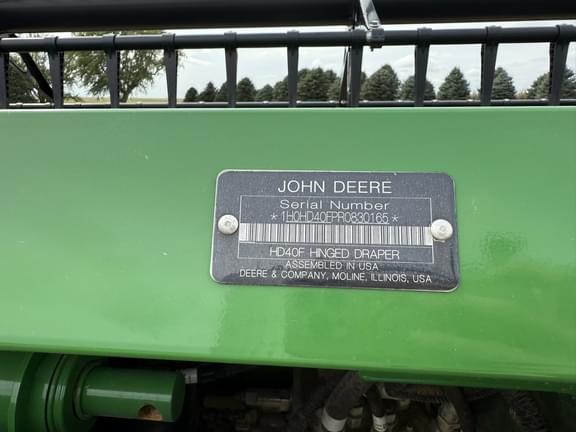 JOHN DEERE
Serial Number
*1H0HD40FPR0830165*
HD40F HINGED DRAPER
ASSEMBLED IN USA
DEERE & COMPANY, MOLINE, ILLINOIS, USA